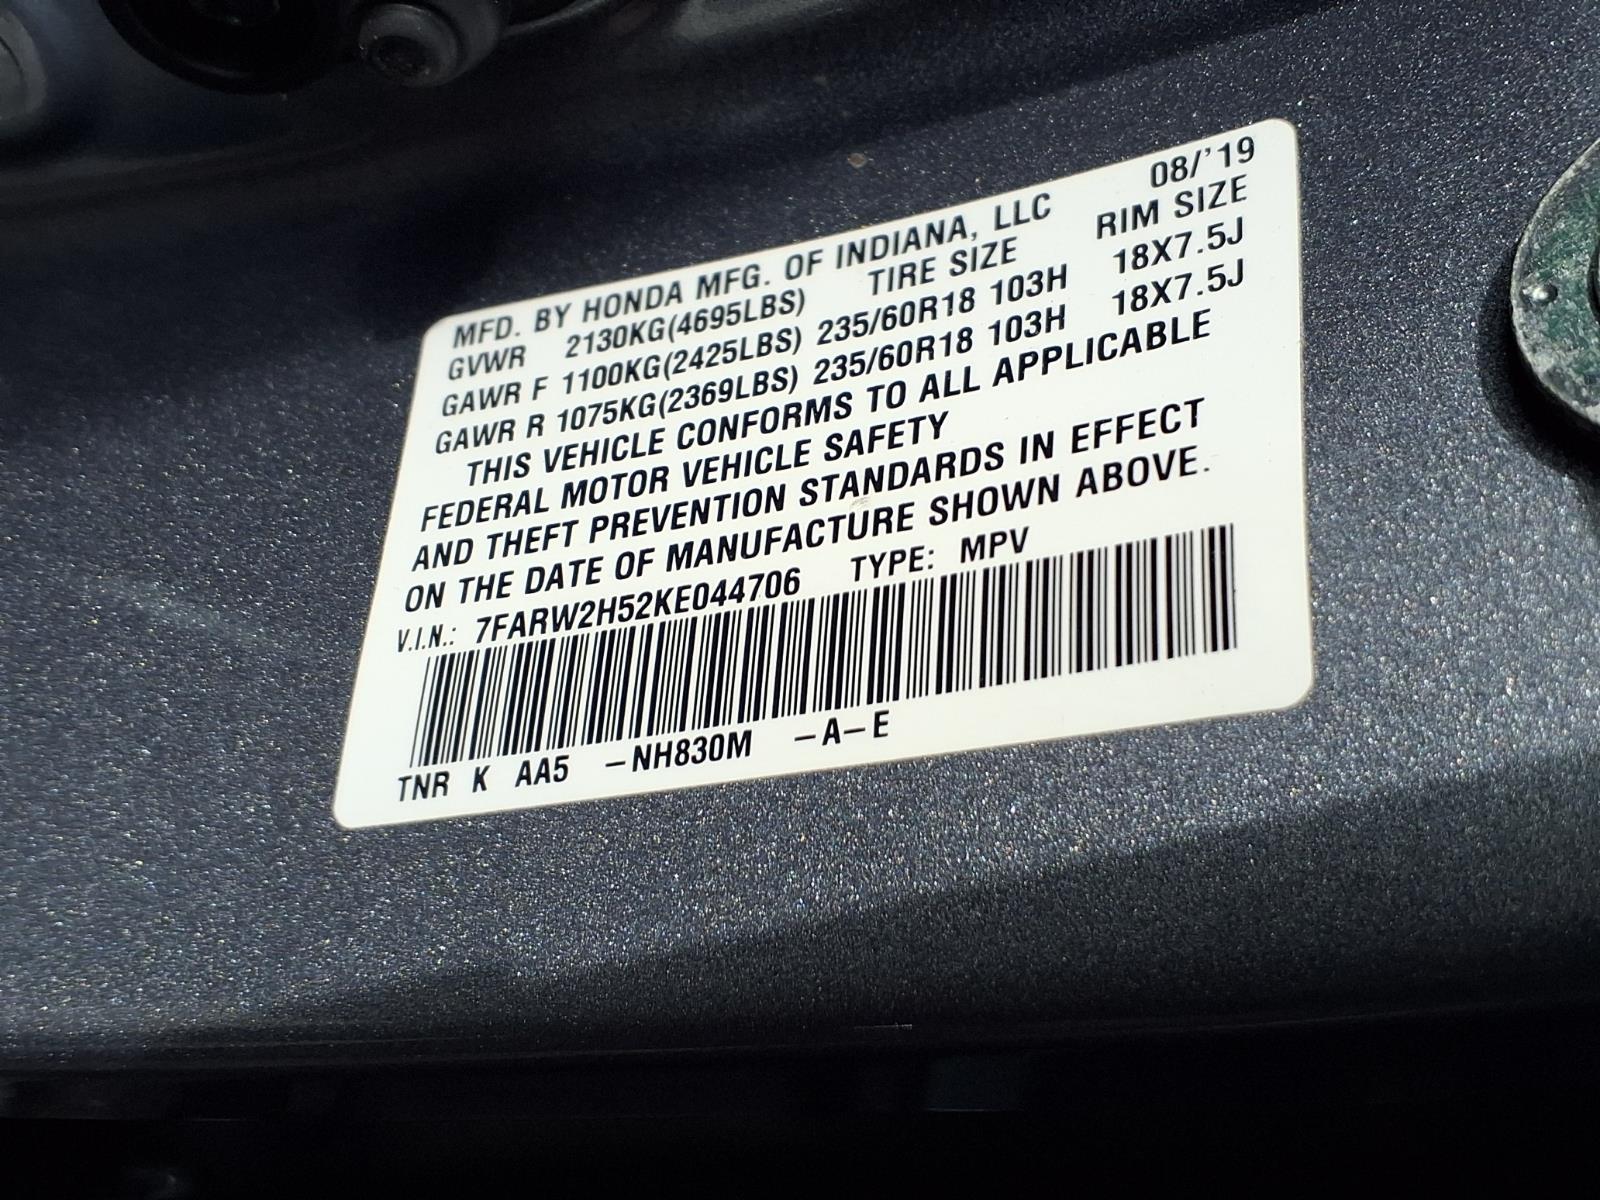 MFD. BY HONDA MFG. OF INDIANA, LLC 08/'19
GVWR 2130KG(4695LBS) TIRE SIZE RIM SIZE
GAWR F 1100KG(2425LBS) 235/60R18 103H 18X7.5J
GAWR R 1075KG(2369LBS) 235/60R18 103H 18X7.5J
THIS VEHICLE CONFORMS TO ALL APPLICABLE
FEDERAL MOTOR VEHICLE SAFETY
AND THEFT PREVENTION STANDARDS IN EFFECT
ON THE DATE OF MANUFACTURE SHOWN ABOVE.
V.I.N.: 7FARW2H52KE044706 TYPE: MPV
TNR K AA5 -NH830M -A-E